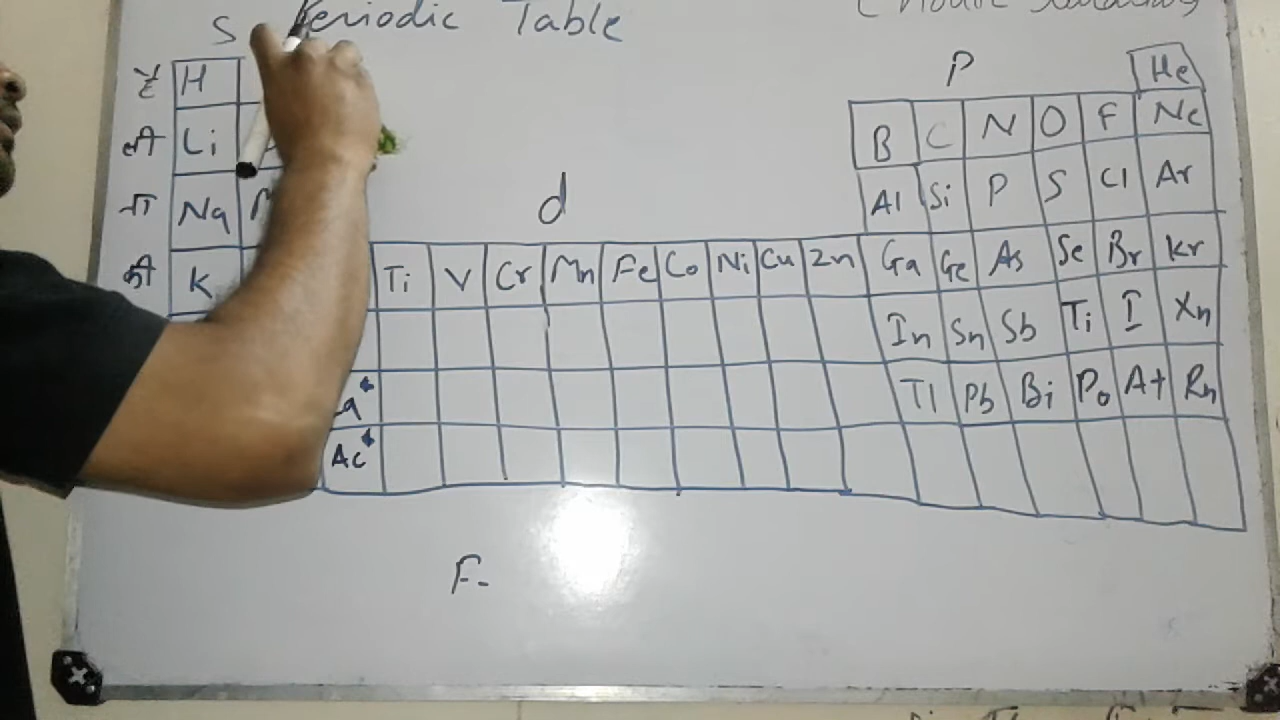 S Periodic Table
P He
है H B C N O F Ne
ली Li Al Si P S Cl Ar
ना Na d
की K Ti V Cr Mn Fe Co Ni Cu Zn Ga Ge As Se Br Kr
In Sn Sb Ti I Xn
Tl Pb Bi Po At Rn
Ac*
F-